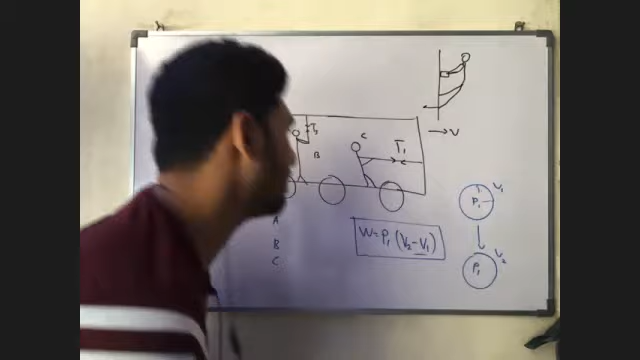 C
T₁
B
→ V
V₁
P₁
A
W = P₁ (V₂ - V₁)
B
C
V₂
P₁